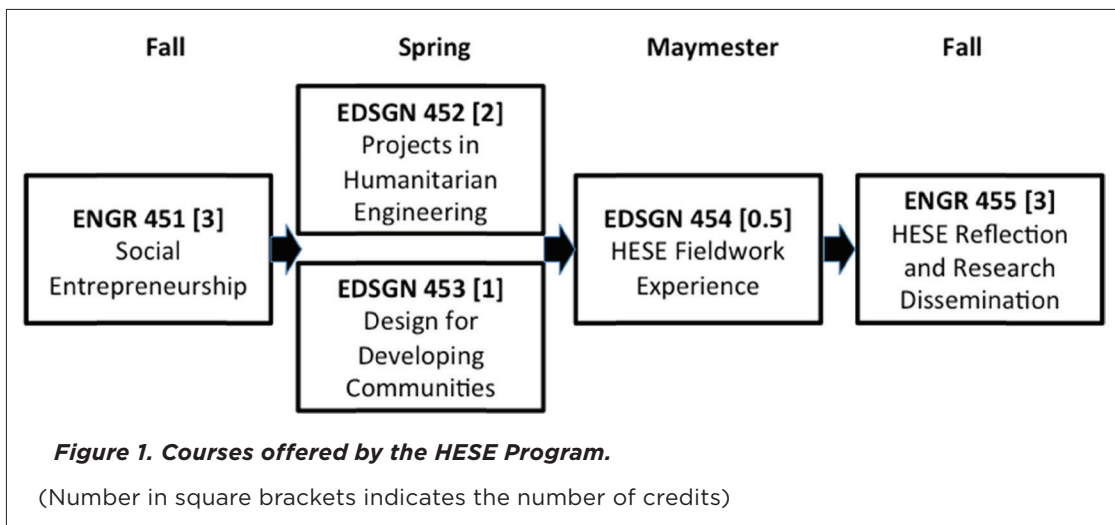 Fall
Spring
Maymester
Fall
ENGR 451 [3]
Social
Entrepreneurship
EDSGN 452 [2]
Projects in
Humanitarian
Engineering
EDSGN 453 [1]
Design for
Developing
Communities
EDSGN 454 [0.5]
HESE Fieldwork
Experience
ENGR 455 [3]
HESE Reflection
and Research
Dissemination
Figure 1. Courses offered by the HESE Program.
(Number in square brackets indicates the number of credits)